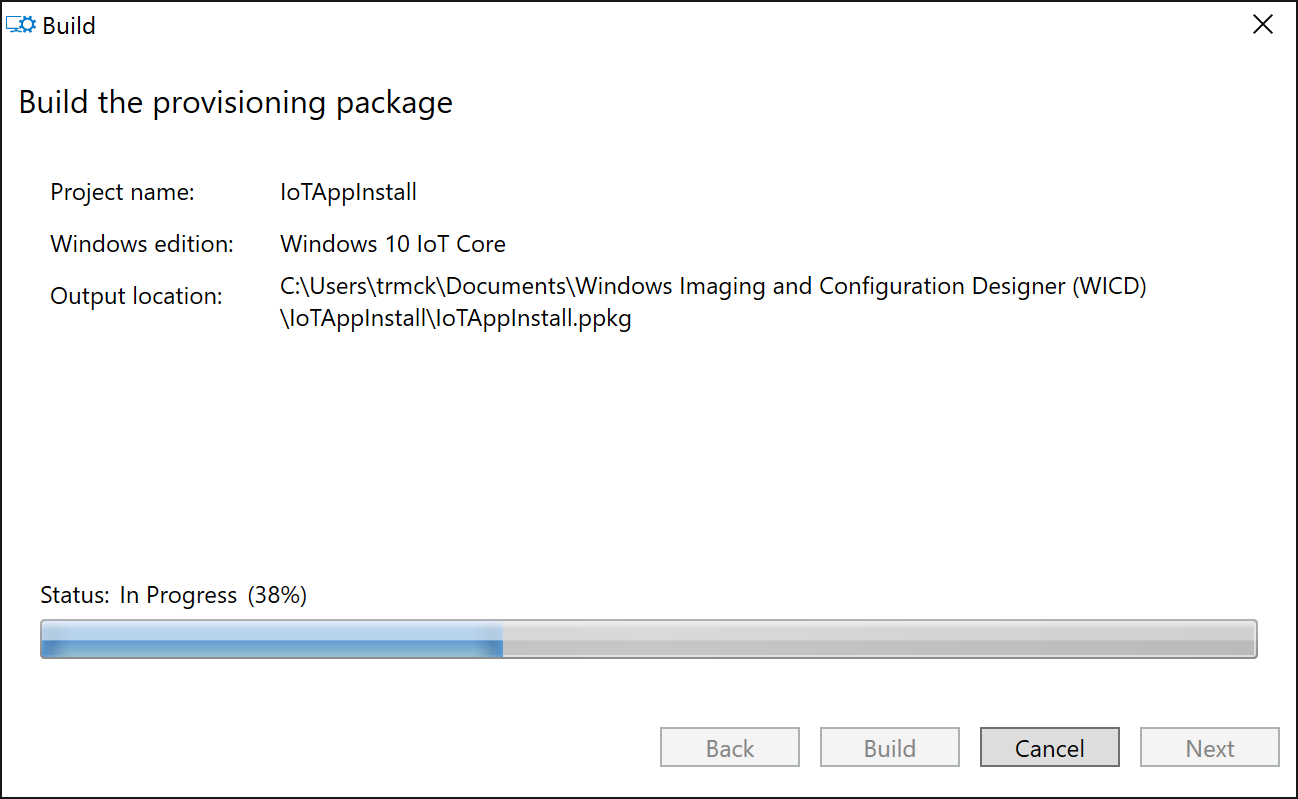 Build
Build the provisioning package
Project name: IoTAppInstall
Windows edition: Windows 10 IoT Core
Output location: C:\Users\trmck\Documents\Windows Imaging and Configuration Designer (WICD)
\IoTAppInstall\IoTAppInstall.ppkg
Status: In Progress (38%)
Back Build Cancel Next